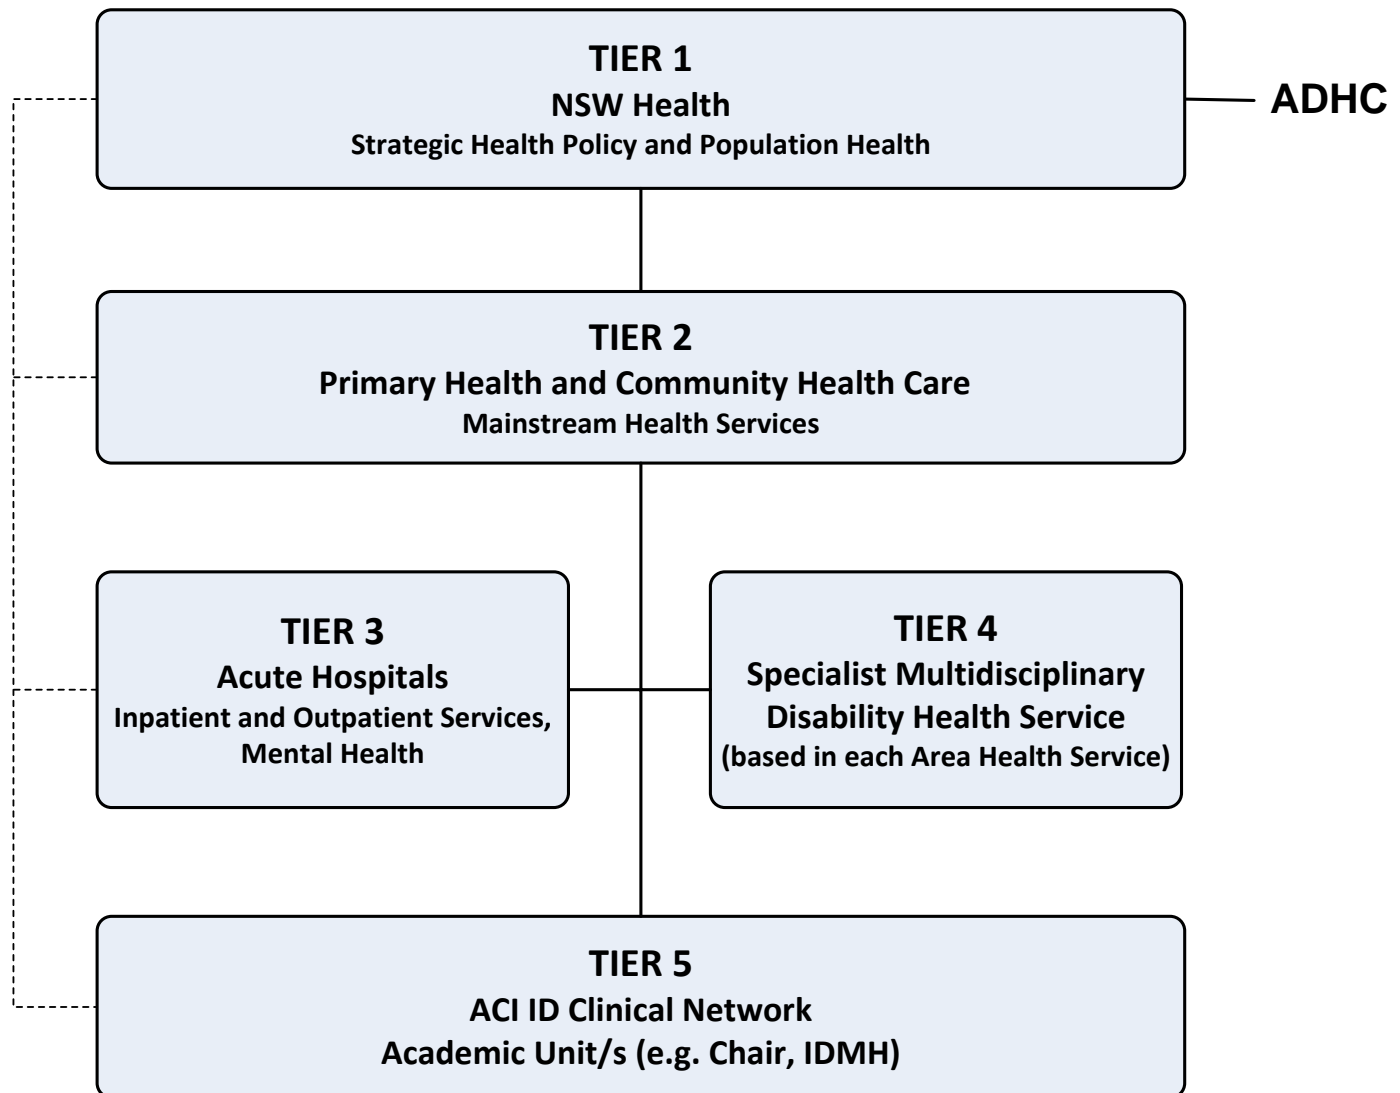 TIER 1
NSW Health
Strategic Health Policy and Population Health
ADHC
TIER 2
Primary Health and Community Health Care
Mainstream Health Services
TIER 3
Acute Hospitals
Inpatient and Outpatient Services,
Mental Health
TIER 4
Specialist Multidisciplinary
Disability Health Service
(based in each Area Health Service)
TIER 5
ACI ID Clinical Network
Academic Unit/s (e.g. Chair, IDMH)